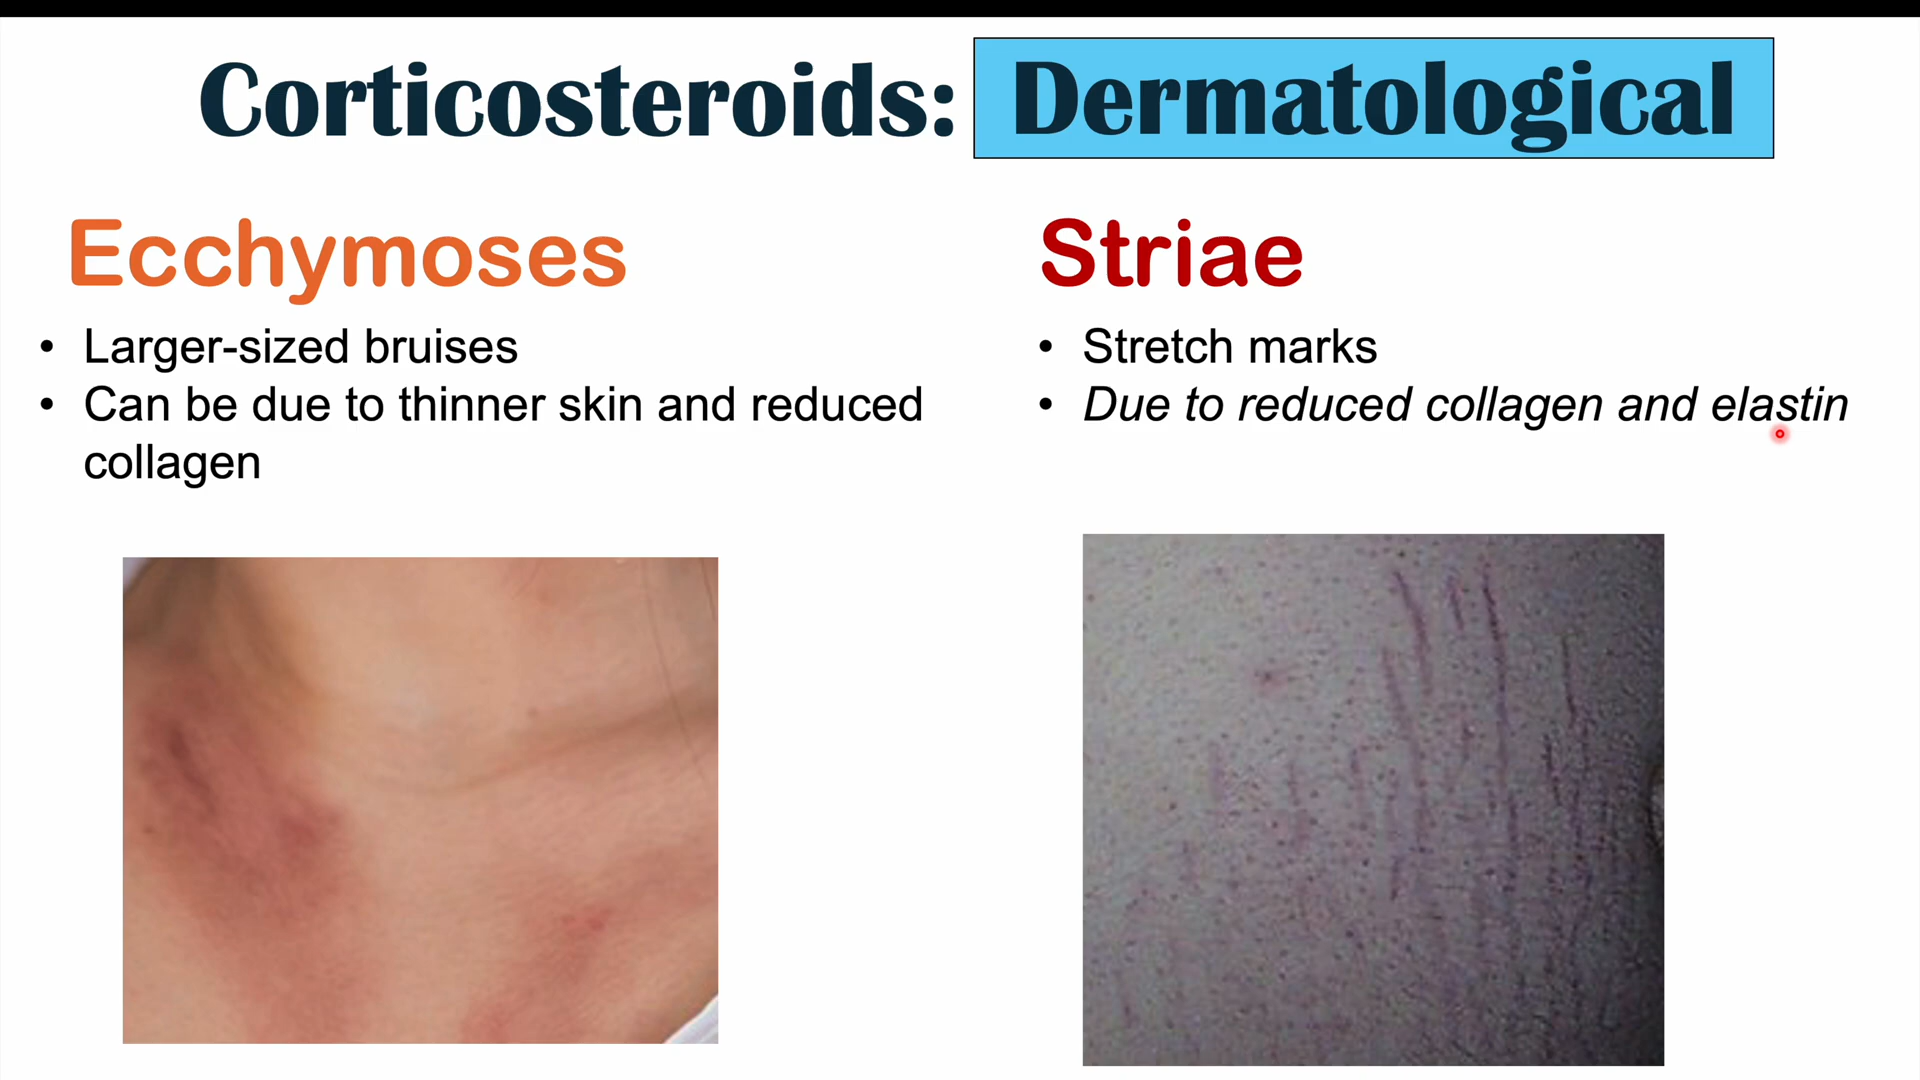 Corticosteroids: Dermatological
Ecchymoses
• Larger-sized bruises
• Can be due to thinner skin and reduced
collagen
Striae
• Stretch marks
• Due to reduced collagen and elastin